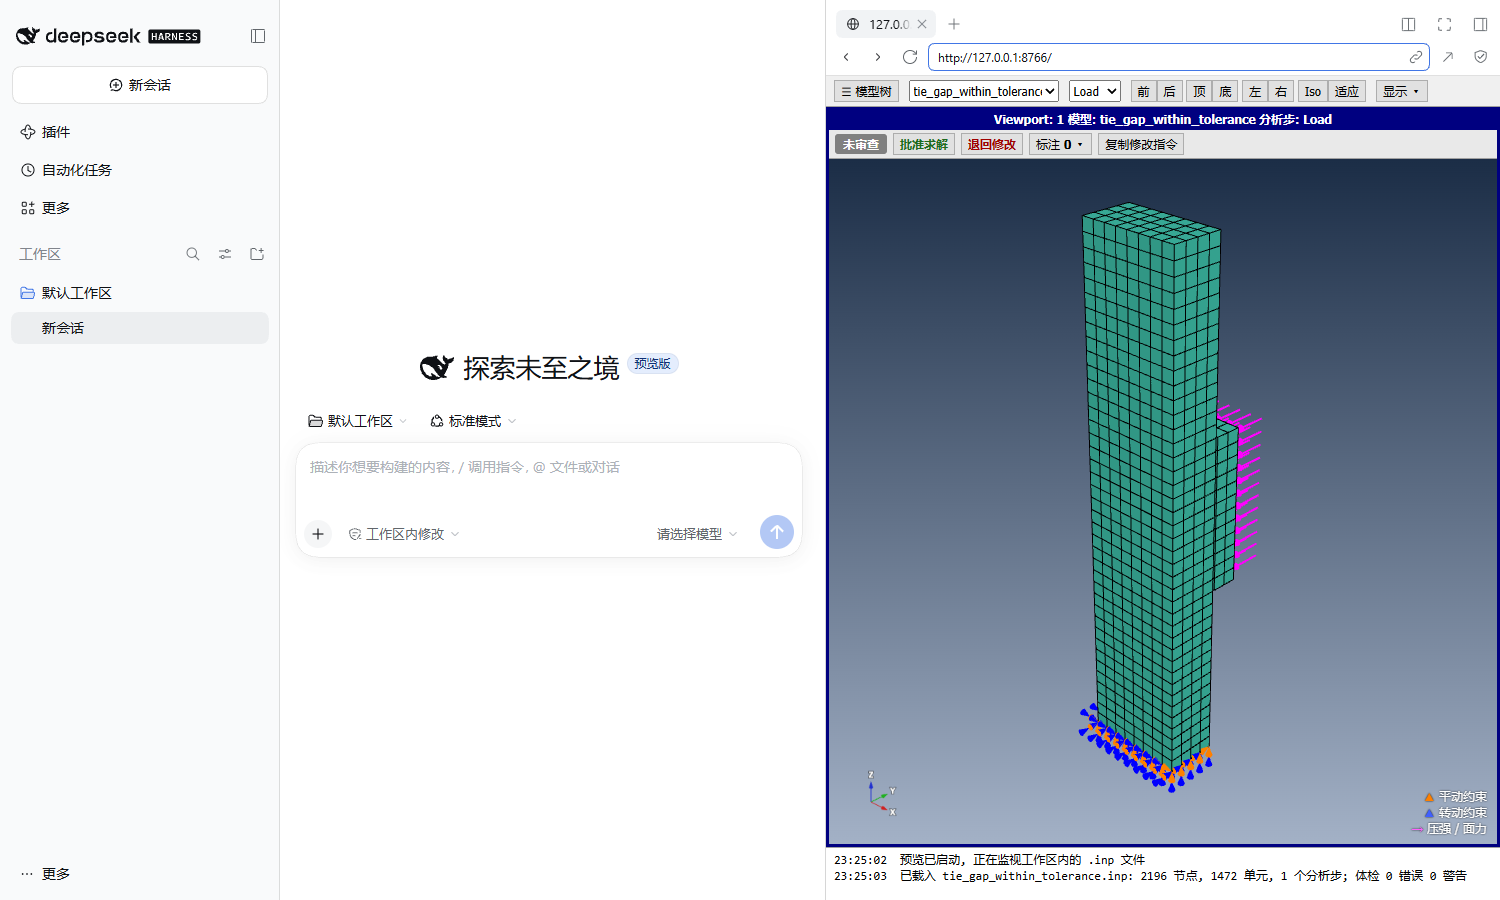 deepseek HARNESS
新会话
插件
自动化任务
更多
工作区
默认工作区
新会话
更多
探索未至之境 预览版
默认工作区 标准模式
描述你想要构建的内容, / 调用指令, @ 文件或对话
工作区内修改 请选择模型
127.0.0
http://127.0.0.1:8766/
模型树 tie_gap_within_tolerance Load 前 后 顶 底 左 右 Iso 适应 显示
Viewport: 1 模型: tie_gap_within_tolerance 分析步: Load
未审查 批准求解 退回修改 标注 0 复制修改指令
Z
Y
X
平动约束
转动约束
压强 / 面力
23:25:02 预览已启动, 正在监视工作区内的 .inp 文件
23:25:03 已载入 tie_gap_within_tolerance.inp: 2196 节点, 1472 单元, 1 个分析步; 体检 0 错误 0 警告